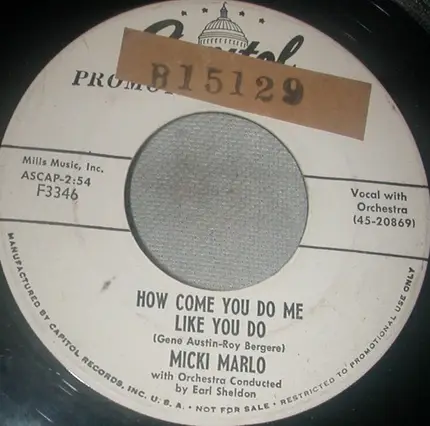 Capitol
PROMO
B15129
Mills Music, Inc.
ASCAP-2:54
F3346
Vocal with
Orchestra
(45-20869)
HOW COME YOU DO ME
LIKE YOU DO
(Gene Austin-Roy Bergere)
MICKI MARLO
with Orchestra Conducted
by Earl Sheldon
MANUFACTURED BY CAPITOL RECORDS, INC. U. S. A. • NOT FOR SALE • RESTRICTED TO PROMOTIONAL USE ONLY